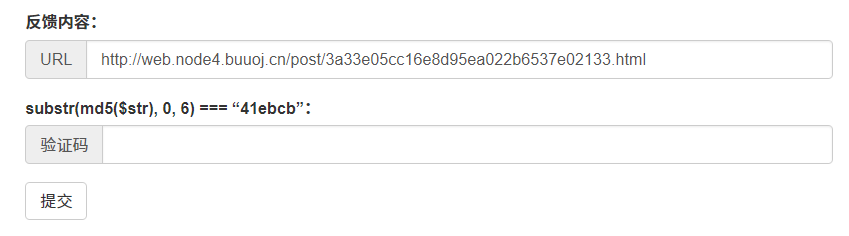 反馈内容：
URL http://web.node4.buuoj.cn/post/3a33e05cc16e8d95ea022b6537e02133.html
substr(md5($str), 0, 6) === “41ebcb”：
验证码
提交